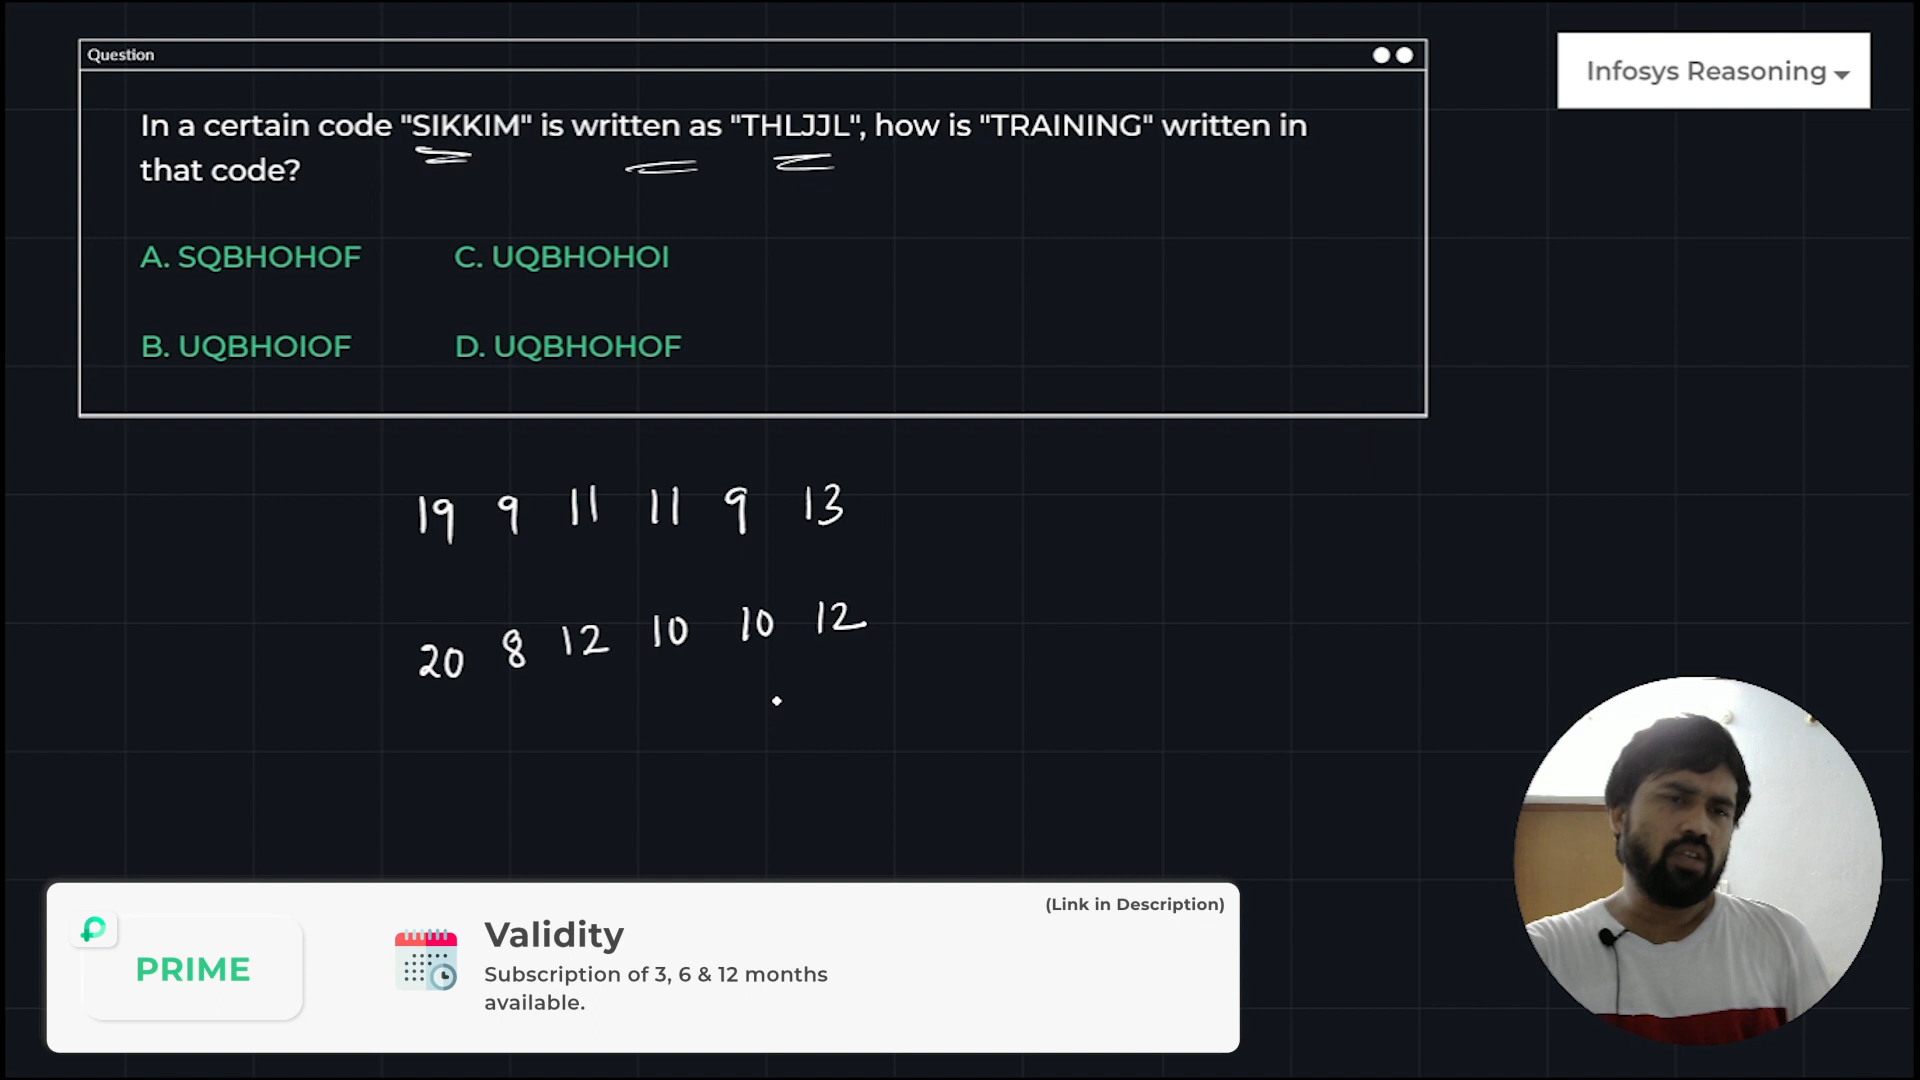 Question
Infosys Reasoning
In a certain code "SIKKIM" is written as "THLJJL", how is "TRAINING" written in
that code?
A. SQBHOHOF
C. UQBHOHOI
B. UQBHOIOF
D. UQBHOHOF
19 9 11 11 9 13
20 8 12 10 10 12
(Link in Description)
PRIME
Validity
Subscription of 3, 6 & 12 months
available.